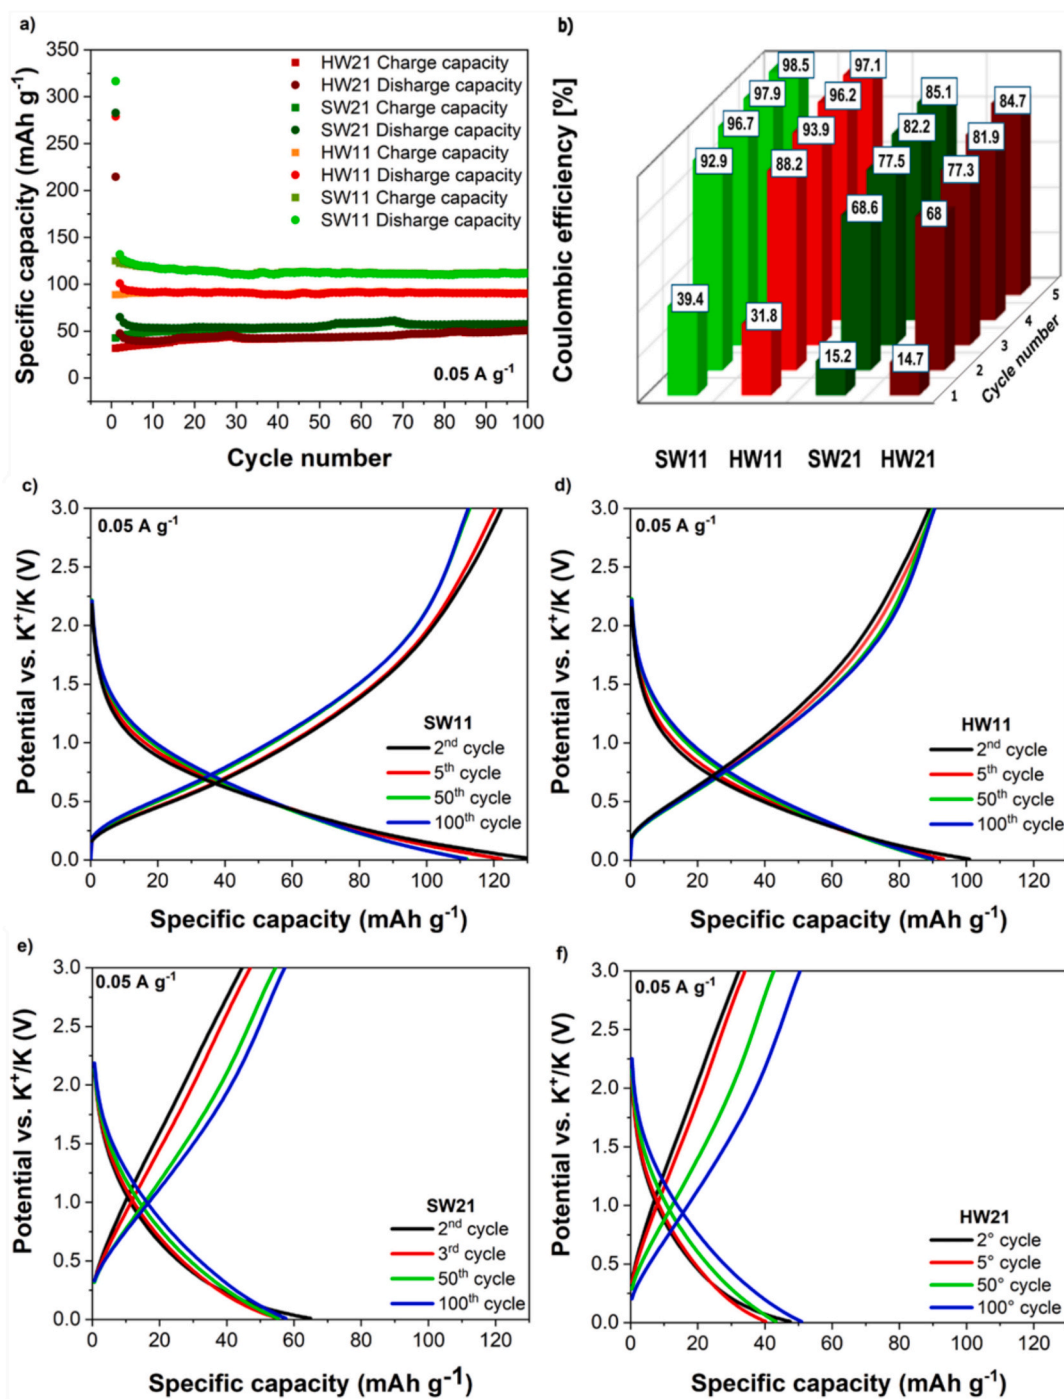 a)
Specific capacity (mAh g-1)
350
300
250
200
150
100
50
0
HW21 Charge capacity
HW21 Disharge capacity
SW21 Charge capacity
SW21 Disharge capacity
HW11 Charge capacity
HW11 Disharge capacity
SW11 Charge capacity
SW11 Disharge capacity
0.05 A g-1
0 10 20 30 40 50 60 70 80 90 100
Cycle number
b)
Coulombic efficiency [%]
98.5
97.9
96.7
92.9
39.4
97.1
96.2
93.9
88.2
31.8
85.1
82.2
77.5
68.6
15.2
84.7
81.9
77.3
68
14.7
1
2
3
4
5
Cycle number
SW11 HW11 SW21 HW21
c)
Potential vs. K+/K (V)
3.0
2.5
2.0
1.5
1.0
0.5
0.0
0.05 A g-1
SW11
2nd cycle
5th cycle
50th cycle
100th cycle
0 20 40 60 80 100 120
Specific capacity (mAh g-1)
d)
Potential vs. K+/K (V)
3.0
2.5
2.0
1.5
1.0
0.5
0.0
0.05 A g-1
HW11
2nd cycle
5th cycle
50th cycle
100th cycle
0 20 40 60 80 100 120
Specific capacity (mAh g-1)
e)
Potential vs. K+/K (V)
3.0
2.5
2.0
1.5
1.0
0.5
0.0
0.05 A g-1
SW21
2nd cycle
3rd cycle
50th cycle
100th cycle
0 20 40 60 80 100 120
Specific capacity (mAh g-1)
f)
Potential vs. K+/K (V)
3.0
2.5
2.0
1.5
1.0
0.5
0.0
0.05 A g-1
HW21
2° cycle
5° cycle
50° cycle
100° cycle
0 20 40 60 80 100 120
Specific capacity (mAh g-1)